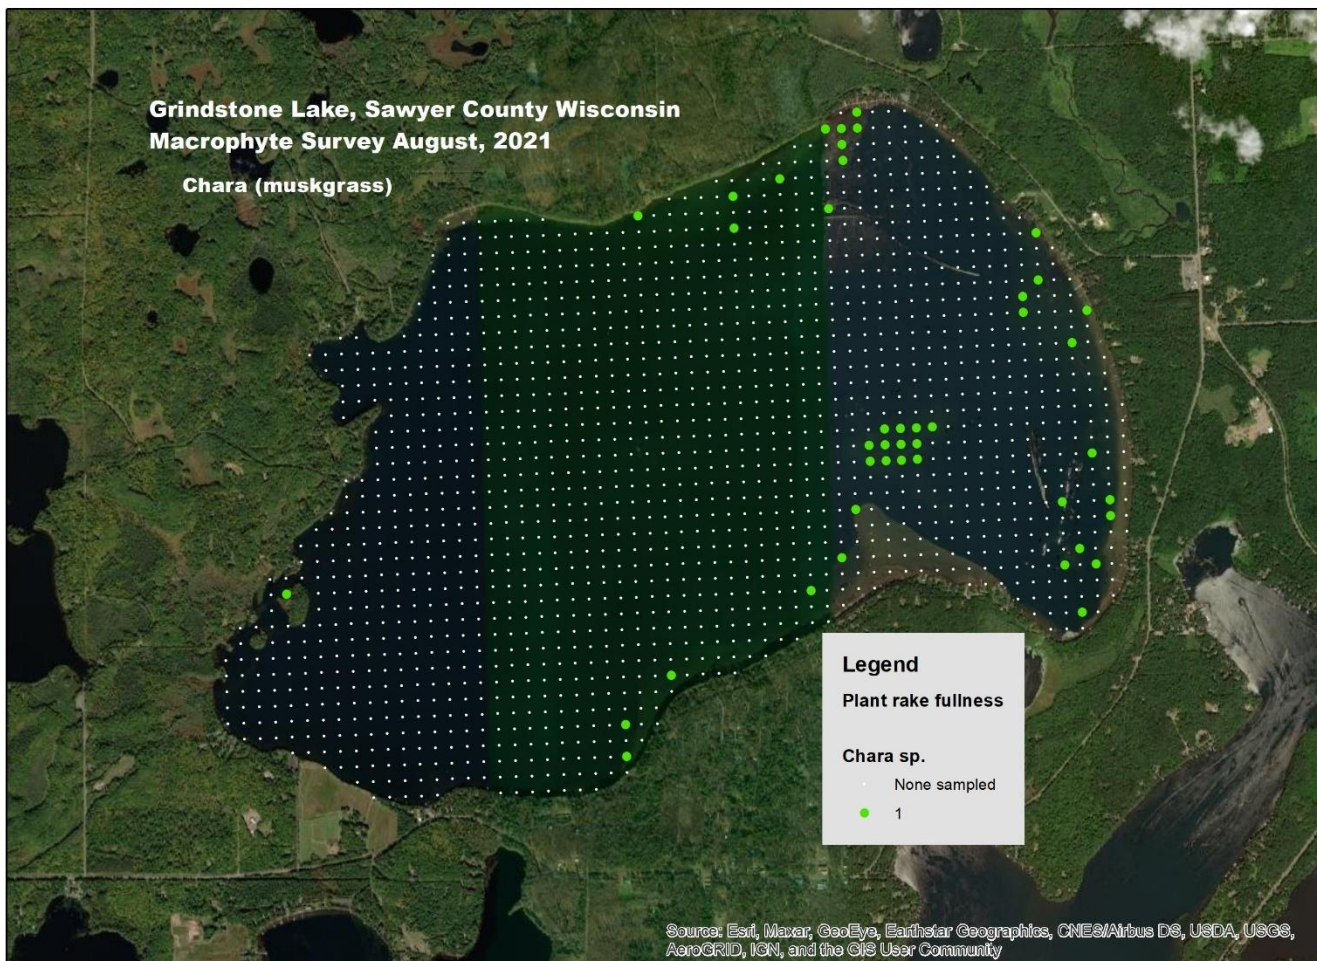 Grindstone Lake, Sawyer County Wisconsin
Macrophyte Survey August, 2021
Chara (muskgrass)
Legend
Plant rake fullness
Chara sp.
None sampled
1
Source: Esri, Maxar, GeoEye, Earthstar Geographics, CNES/Airbus DS, USDA, USGS,
AeroGRID, IGN, and the GIS User Community